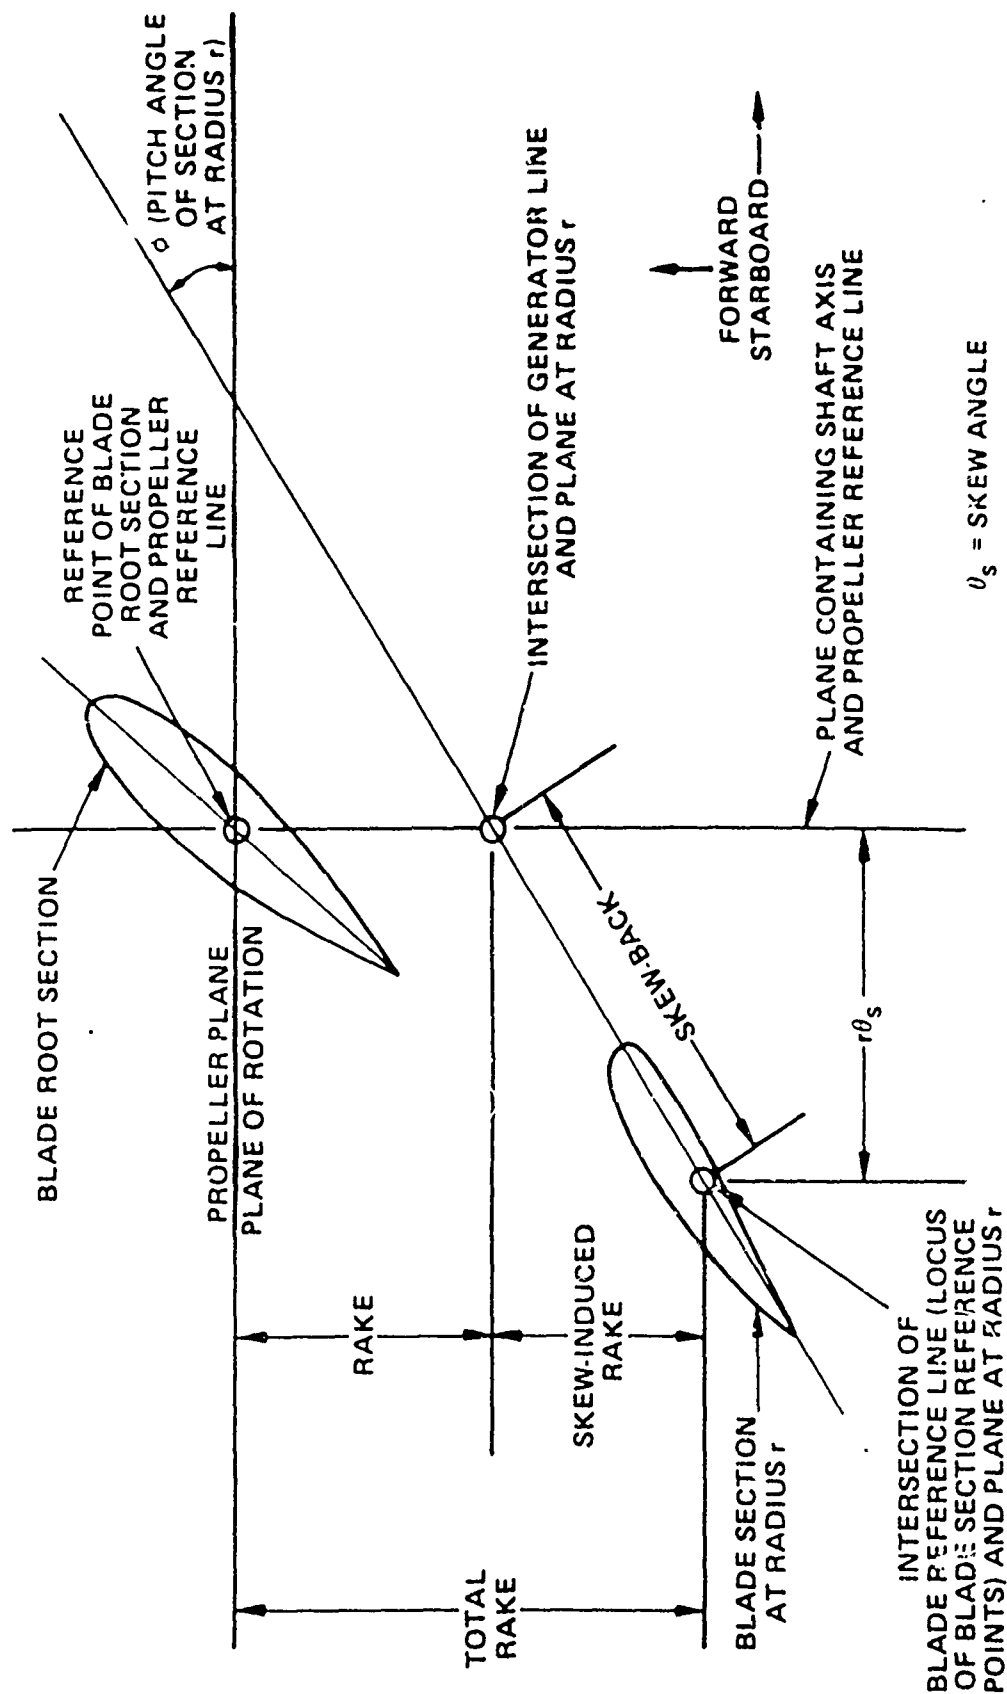 BLADE ROOT SECTION
REFERENCE
POINT OF BLADE
ROOT SECTION
AND PROPELLER
REFERENCE
LINE
ϕ (PITCH ANGLE
OF SECTION
AT RADIUS r)
PROPELLER PLANE
PLANE OF ROTATION
RAKE
TOTAL
RAKE
SKEW-INDUCED
RAKE
INTERSECTION OF GENERATOR LINE
AND PLANE AT RADIUS r
SKEW-BACK
FORWARD
STARBOARD
BLADE SECTION
AT RADIUS r
rθs
PLANE CONTAINING SHAFT AXIS
AND PROPELLER REFERENCE LINE
INTERSECTION OF
BLADE REFERENCE LINE (LOCUS
OF BLADE SECTION REFERENCE
POINTS) AND PLANE AT RADIUS r
θs = SKEW ANGLE